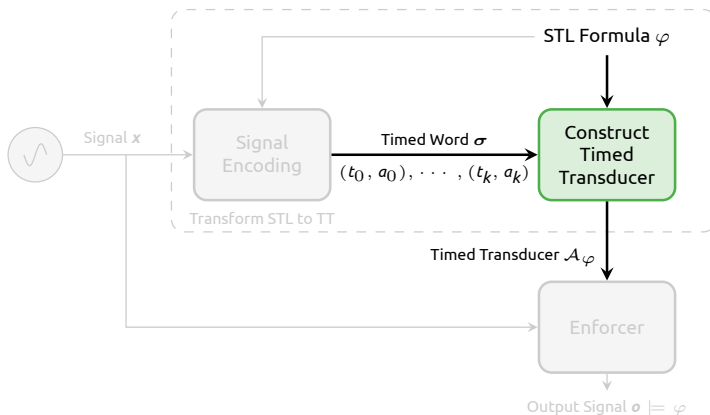 STL Formula φ
Signal x
Signal
Encoding
Timed Word σ
(t₀, a₀), · · · , (tₖ, aₖ)
Construct
Timed
Transducer
Transform STL to TT
Timed Transducer 𝒜φ
Enforcer
Output Signal o ⊨ φ